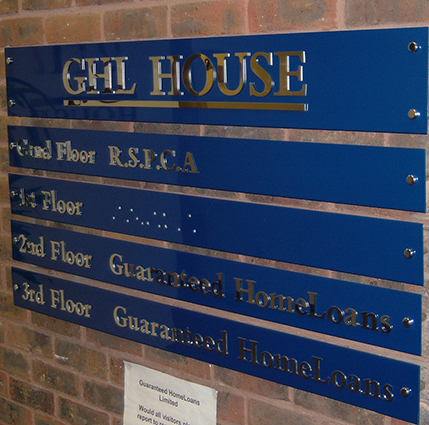 GHL HOUSE
Grnd Floor R.S.P.C.A
1st Floor
2nd Floor Guaranteed HomeLoans
3rd Floor Guaranteed HomeLoans
Guaranteed HomeLoans
Limited
Would all visitors
report to